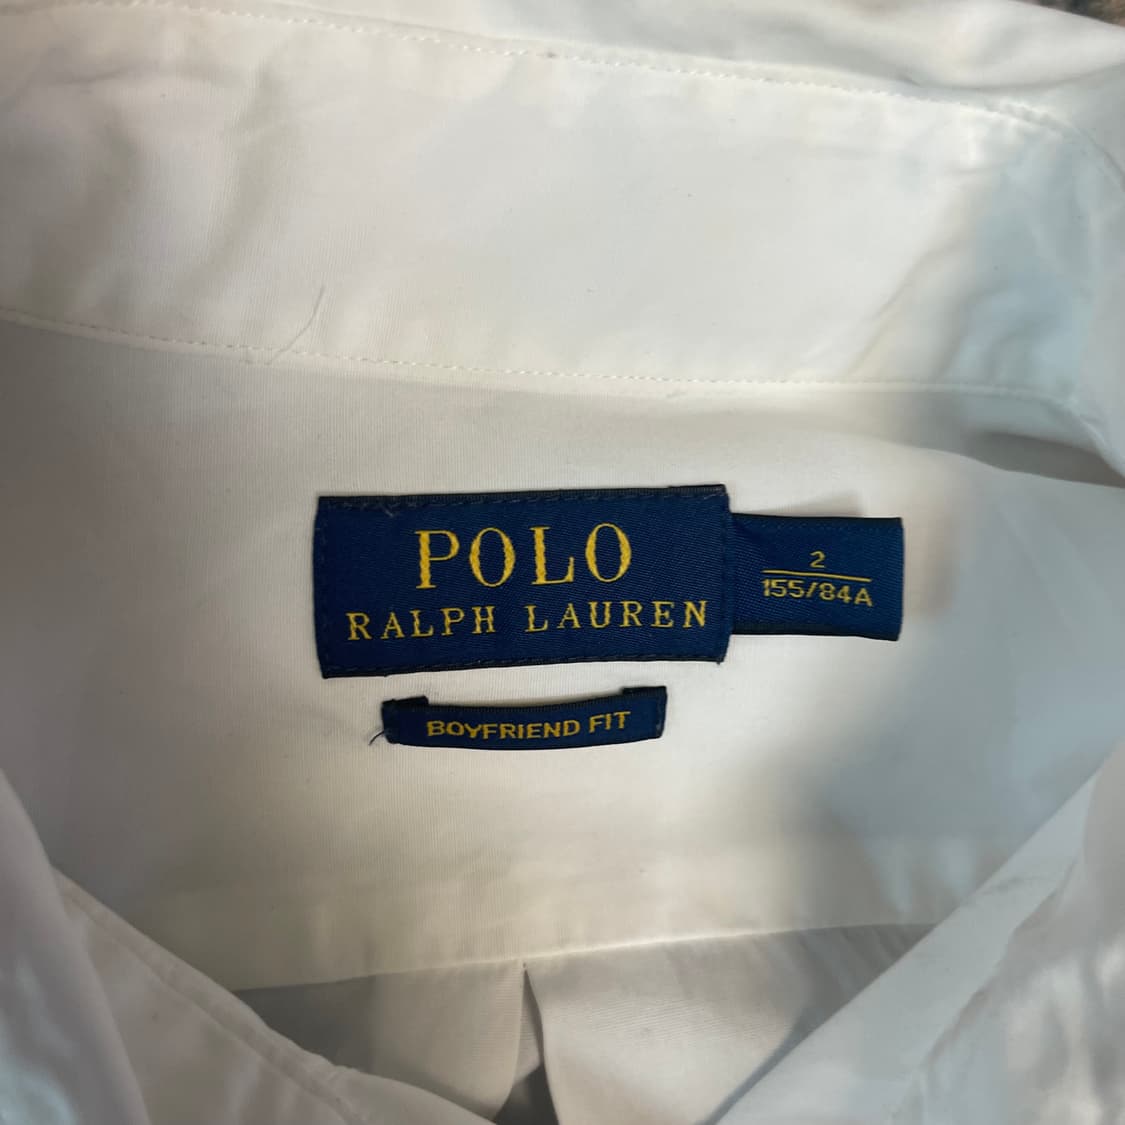 POLO
RALPH LAUREN
2
155/84A
BOYFRIEND FIT